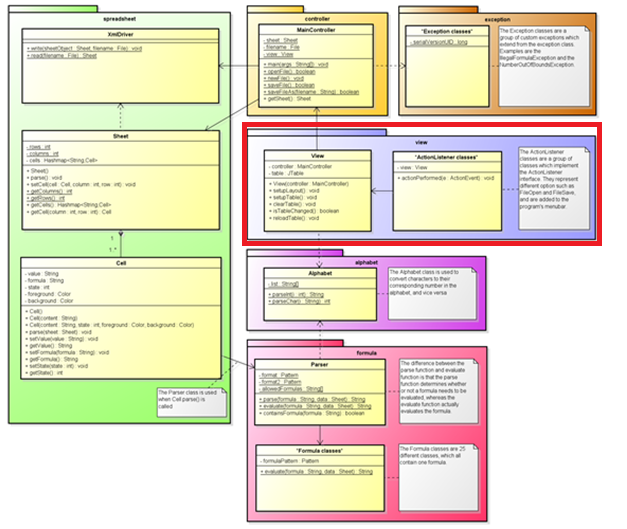 spreadsheet
XmlDriver
+ write(sheetObject : Sheet, filename : File) : void
+ read(filename : File) : Sheet
Sheet
- rows : int
- columns : int
- cells : Hashmap<String,Cell>
+ Sheet()
+ parse() : void
+ setCell(cell : Cell, column : int, row : int) : void
+ getColumns() : int
+ getRows() : int
+ getCells() : Hashmap<String,Cell>
+ getCell(column : int, row : int) : Cell
1
1..*
Cell
- value : String
- formula : String
- state : int
- foreground : Color
- background : Color
+ Cell()
+ Cell(content : String)
+ Cell(content : String, state : int, foreground : Color, background : Color)
+ parse(sheet : Sheet) : void
+ setValue(value : String) : void
+ getValue() : String
+ setFormula(formula : String) : void
+ getFormula() : String
+ setState(state : int) : void
+ getState() : int
The Parser class is used
when Cell.parse() is
called
controller
MainController
- sheet : Sheet
- filename : File
- view : View
+ main(args : String[]) : void
+ openFile() : boolean
+ newFile() : void
+ saveFile() : boolean
+ saveFileAs(filename : String) : boolean
+ getSheet() : Sheet
exception
"Exception classes"
- serialVersionUID : long
The Exception classes are a
group of custom exceptions which
extend from the exception class.
Examples are the
IllegalFormulaException and the
NumberOutOfBoundsException.
view
View
- controller : MainController
- table : JTable
+ View(controller : MainController)
+ setupLayout() : void
+ setupTable() : void
+ clearTable() : void
+ isTableChanged() : boolean
+ reloadTable() : void
"ActionListener classes"
- view : View
+ actionPerformed(e : ActionEvent) : void
The ActionListener
classes are a group of
classes which implement
the ActionListener
interface. They represent
different option such as
FileOpen and FileSave,
and are added to the
program's menubar.
alphabet
Alphabet
- list : String[]
+ parseInt(i : int) : String
+ parseChar(s : String) : int
The Alphabet class is used to
convert characters to their
corresponding number in the
alphabet, and vice versa.
formula
Parser
- format : Pattern
- format2 : Pattern
- allowedFormulas : String[]
+ parse(formula : String, data : Sheet) : String
+ evaluate(formula : String, data : Sheet) : String
+ containsFormula(string : String) : boolean
The difference between the
parse function and evaluate
function is that the parse
function determines whether
or not a formula needs to be
evaluated, whereas the
evaluate function actually
evaluates the formula.
"Formula classes"
- formulaPattern : Pattern
+ evaluate(formula : String, data : Sheet) : String
The Formula classes are 25
different classes, which all
contain one formula.